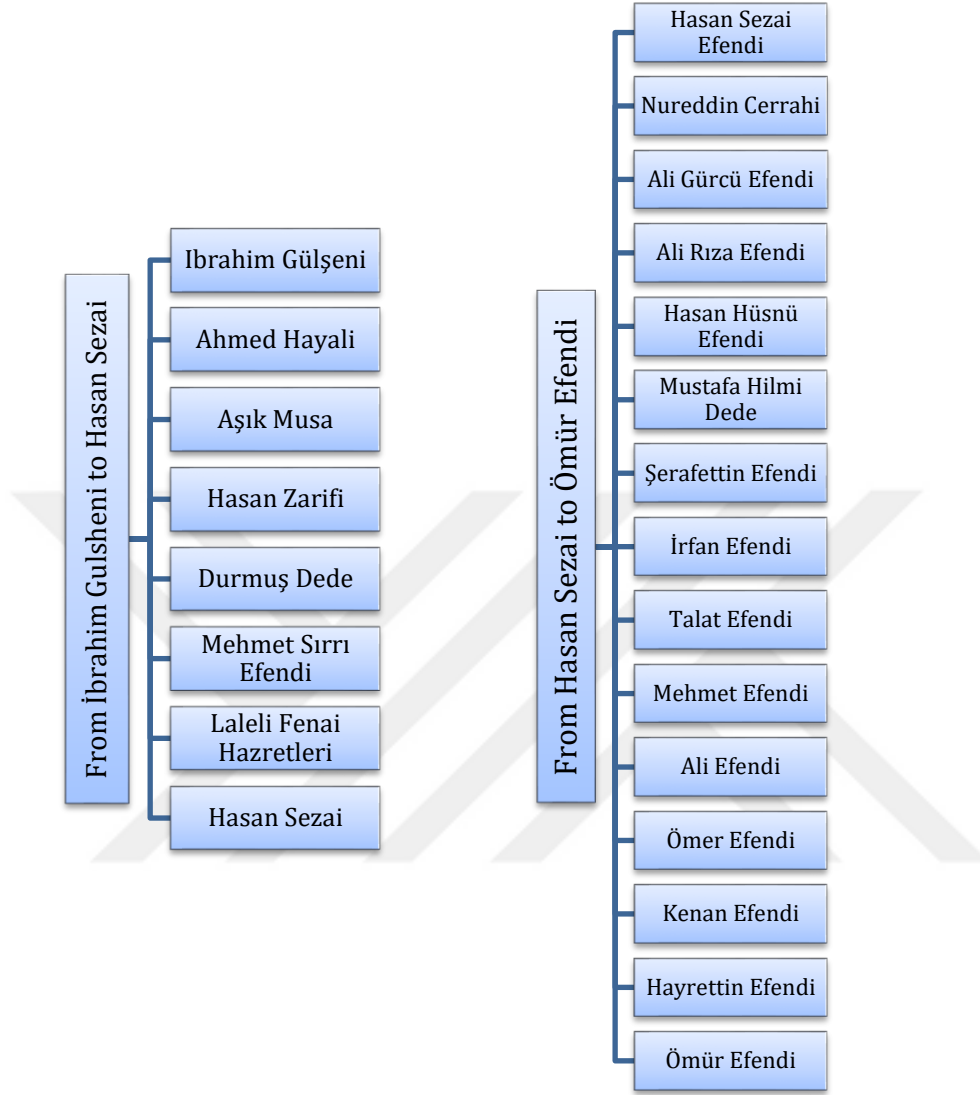 From İbrahim Gulsheni to Hasan Sezai
Ibrahim Gülşeni
Ahmed Hayali
Aşık Musa
Hasan Zarifi
Durmuş Dede
Mehmet Sırrı
Efendi
Laleli Fenai
Hazretleri
Hasan Sezai
From Hasan Sezai to Ömür Efendi
Hasan Sezai
Efendi
Nureddin Cerrahi
Ali Gürcü Efendi
Ali Rıza Efendi
Hasan Hüsnü
Efendi
Mustafa Hilmi
Dede
Şerafettin Efendi
İrfan Efendi
Talat Efendi
Mehmet Efendi
Ali Efendi
Ömer Efendi
Kenan Efendi
Hayrettin Efendi
Ömür Efendi